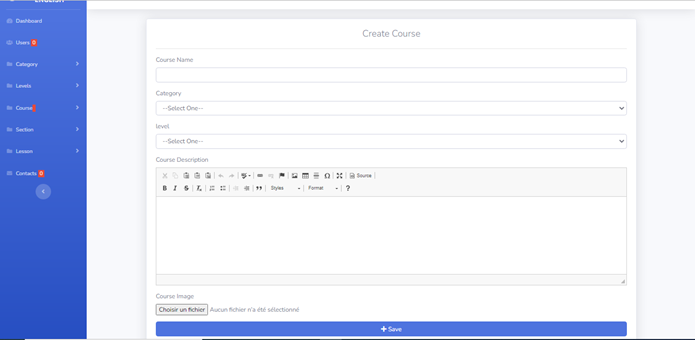 ENGLISH
Dashboard
Users 0
Category
Levels
Course
Section
Lesson
Contacts 0
Create Course
Course Name
Category
--Select One--
level
--Select One--
Course Description
Source
B I S Styles Format ?
Course Image
Choisir un fichier Aucun fichier n'a été sélectionné
Save